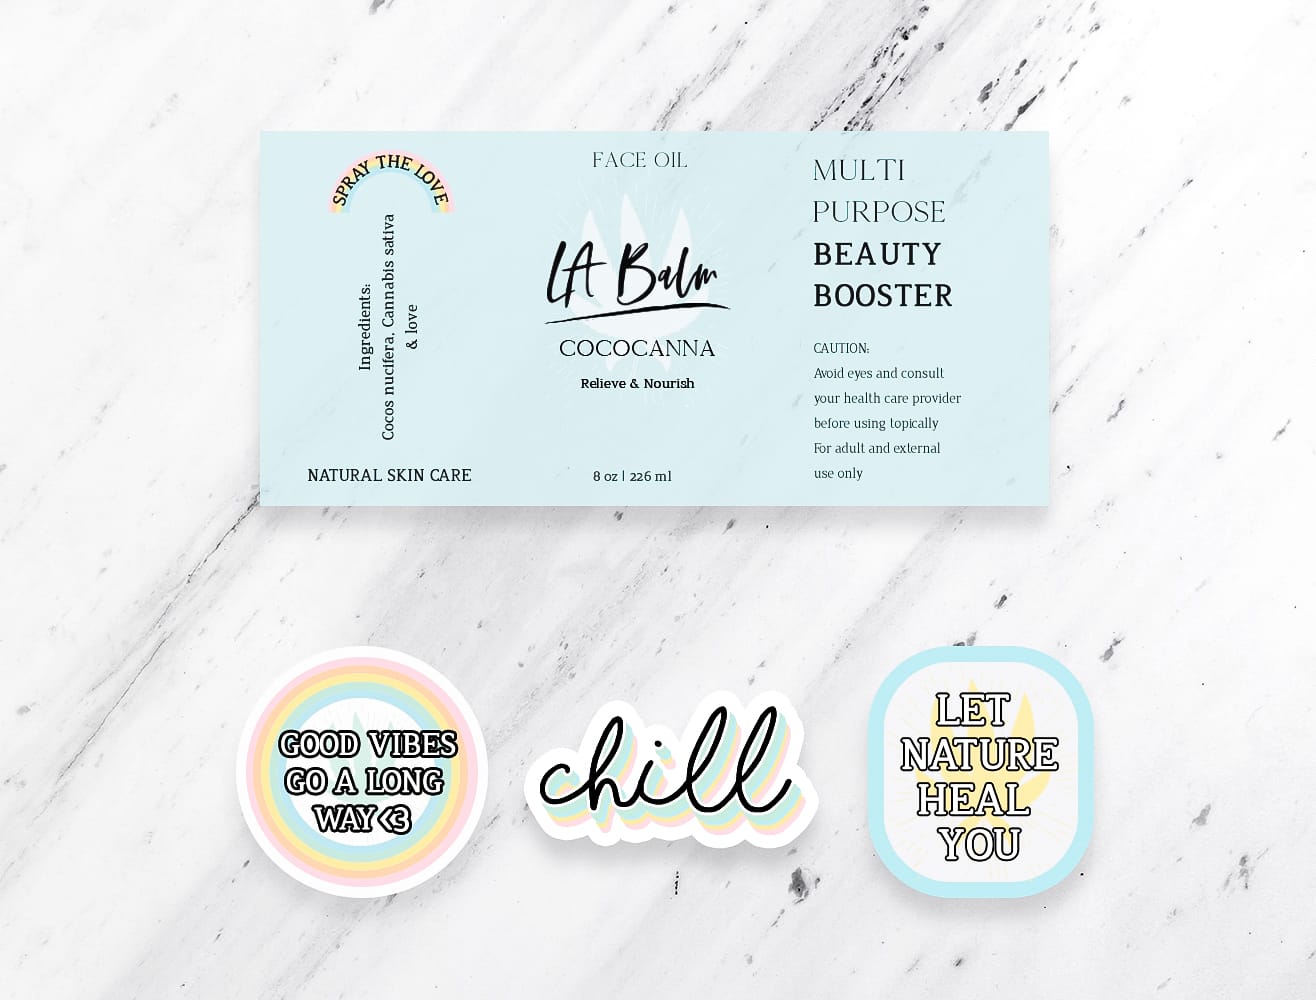 SPRAY THE LOVE
Ingredients:
Cocos nucifera, Cannabis sativa
& love
NATURAL SKIN CARE
FACE OIL
LA Balm
COCOCANNA
Relieve & Nourish
8 oz | 226 ml
MULTI
PURPOSE
BEAUTY
BOOSTER
CAUTION:
Avoid eyes and consult
your health care provider
before using topically
For adult and external
use only
GOOD VIBES
GO A LONG
WAY<3
chill
LET
NATURE
HEAL
YOU